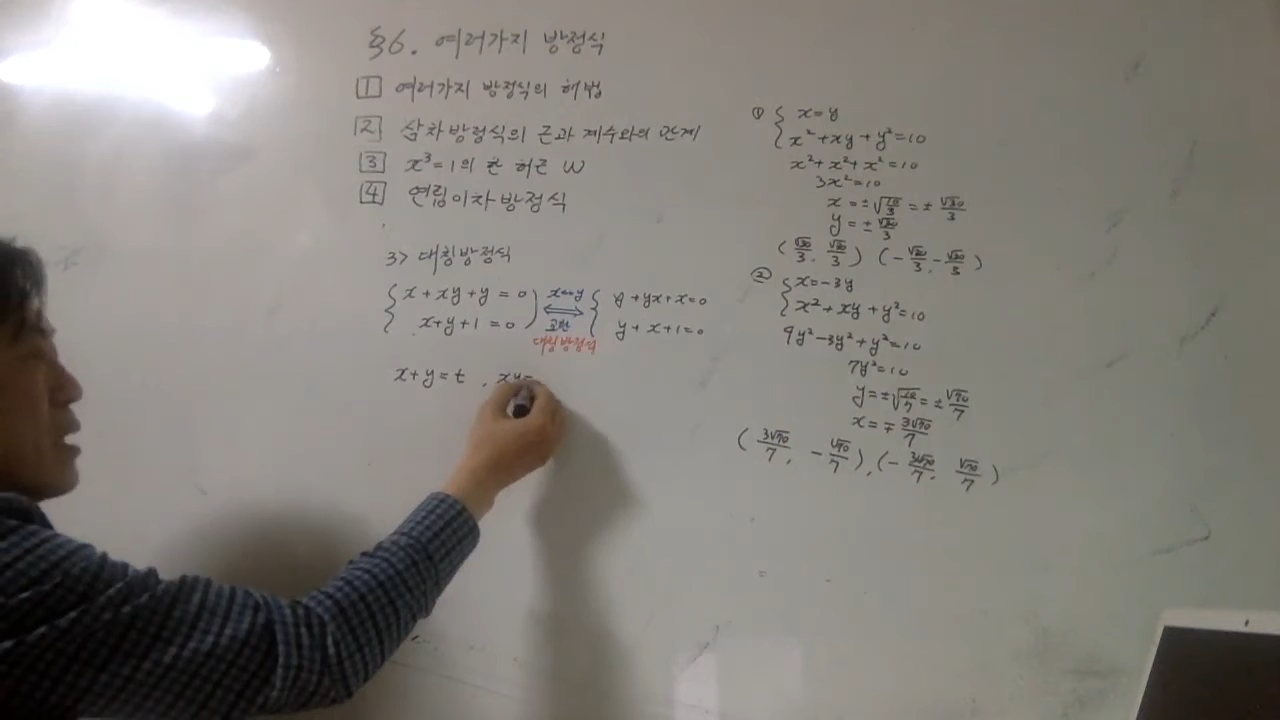 §6. 여러가지 방정식
1 여러가지 방정식의 해법
2 삼차방정식의 근과 계수와의 관계
3 x³=1의 한 허근 ω
4 연립이차방정식
3> 대칭방정식
{ x+xy+y=0 ) x↔y { y+yx+x=0
x+y+1=0 ⟺ 교환 y+x+1=0
대칭방정식
x+y=t , xy=
① { x=y
x²+xy+y²=10
x²+x²+x²=10
3x²=10
x=±√10/3=±√30/3
y=±√30/3
(√30/3, √30/3) (-√30/3, -√30/3)
② { x=-3y
x²+xy+y²=10
9y²-3y²+y²=10
7y²=10
y=±√10/7=±√70/7
x=∓3√70/7
(3√70/7, -√70/7), (-3√70/7, √70/7)